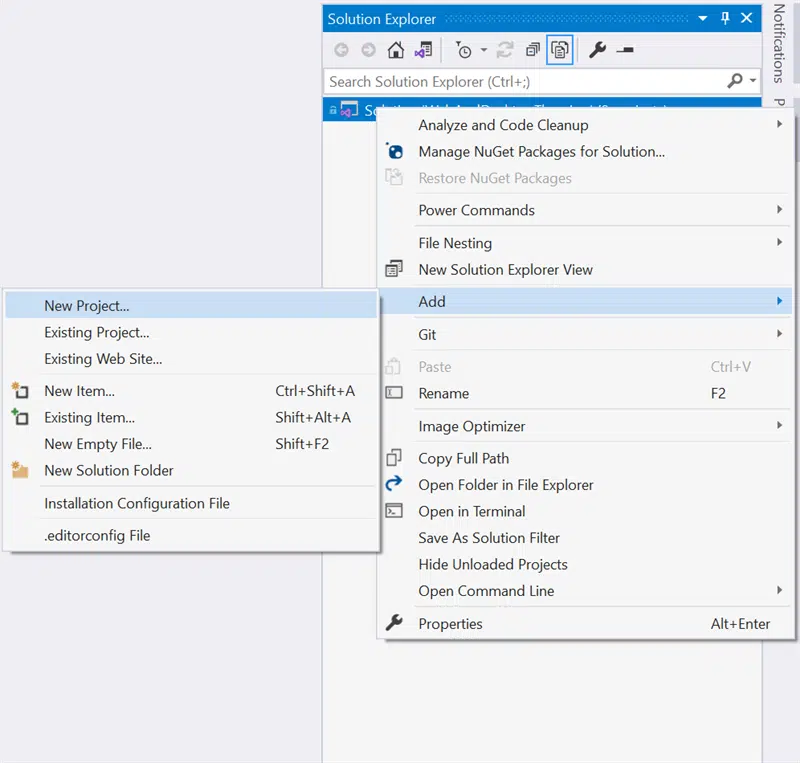 Solution Explorer
Notifications
P
Search Solution Explorer (Ctrl+;)
Analyze and Code Cleanup
Manage NuGet Packages for Solution...
Restore NuGet Packages
Power Commands
File Nesting
New Solution Explorer View
Add
Git
Paste Ctrl+V
Rename F2
Image Optimizer
Copy Full Path
Open Folder in File Explorer
Open in Terminal
Save As Solution Filter
Hide Unloaded Projects
Open Command Line
Properties Alt+Enter
New Project...
Existing Project...
Existing Web Site...
New Item... Ctrl+Shift+A
Existing Item... Shift+Alt+A
New Empty File... Shift+F2
New Solution Folder
Installation Configuration File
.editorconfig File